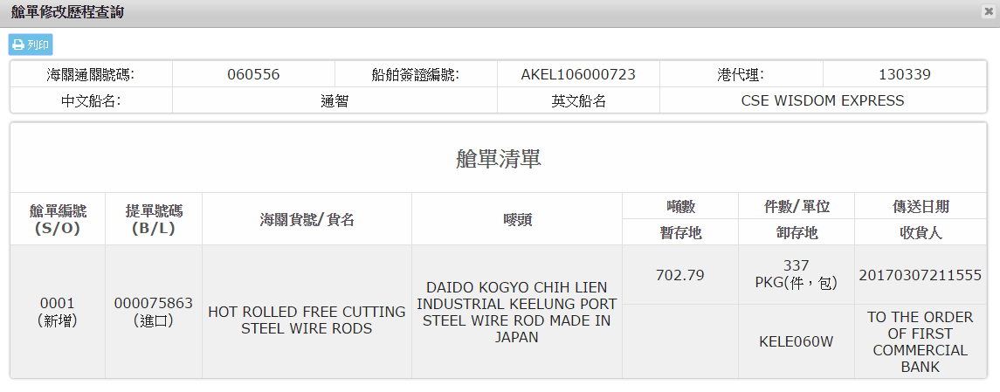 艙單修改歷程查詢
列印
海關通關號碼: 060556 船舶簽證編號: AKEL106000723 港代理: 130339
中文船名: 通智 英文船名 CSE WISDOM EXPRESS
艙單清單
艙單編號
(S/O)
提單號碼
(B/L)
海關貨號/貨名
嘜頭
噸數
件數/單位
傳送日期
暫存地
卸存地
收貨人
0001
(新增)
000075863
(進口)
HOT ROLLED FREE CUTTING
STEEL WIRE RODS
DAIDO KOGYO CHIH LIEN
INDUSTRIAL KEELUNG PORT
STEEL WIRE ROD MADE IN
JAPAN
702.79
337
PKG(件，包)
20170307211555
KELE060W
TO THE ORDER
OF FIRST
COMMERCIAL
BANK